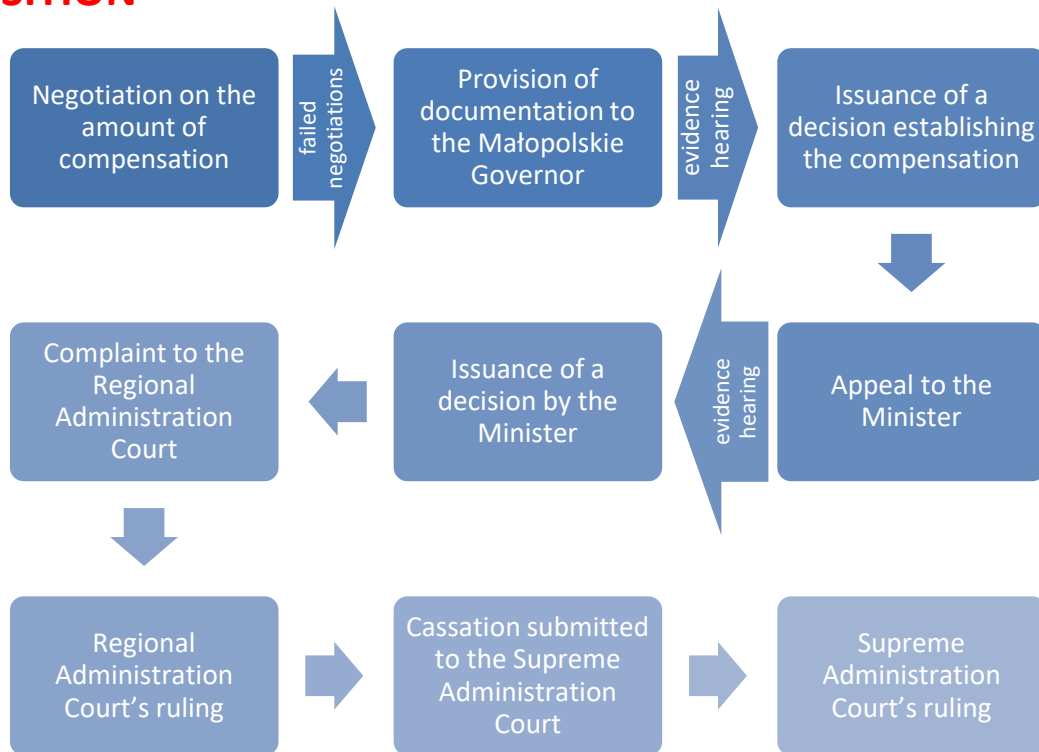 SITION
Negotiation on the
amount of
compensation
failed
negotiations
Provision of
documentation to
the Małopolskie
Governor
evidence
hearing
Issuance of a
decision establishing
the compensation
Appeal to the
Minister
evidence
hearing
Issuance of a
decision by the
Minister
Complaint to the
Regional
Administration
Court
Regional
Administration
Court’s ruling
Cassation submitted
to the Supreme
Administration
Court
Supreme
Administration
Court’s ruling